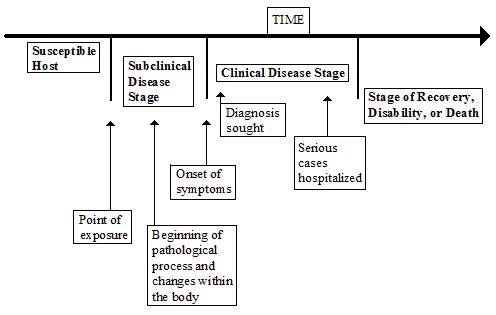 TIME
Susceptible
Host
Subclinical
Disease
Stage
Clinical Disease Stage
Stage of Recovery,
Disability, or Death
Diagnosis
sought
Serious
cases
hospitalized
Onset of
symptoms
Point of
exposure
Beginning of
pathological
process and
changes within
the body